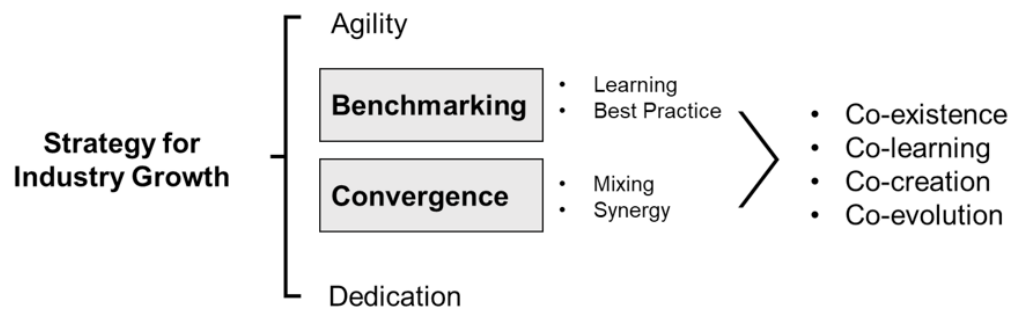 Strategy for
Industry Growth
Agility
Benchmarking
• Learning
• Best Practice
Convergence
• Mixing
• Synergy
Dedication
• Co-existence
• Co-learning
• Co-creation
• Co-evolution